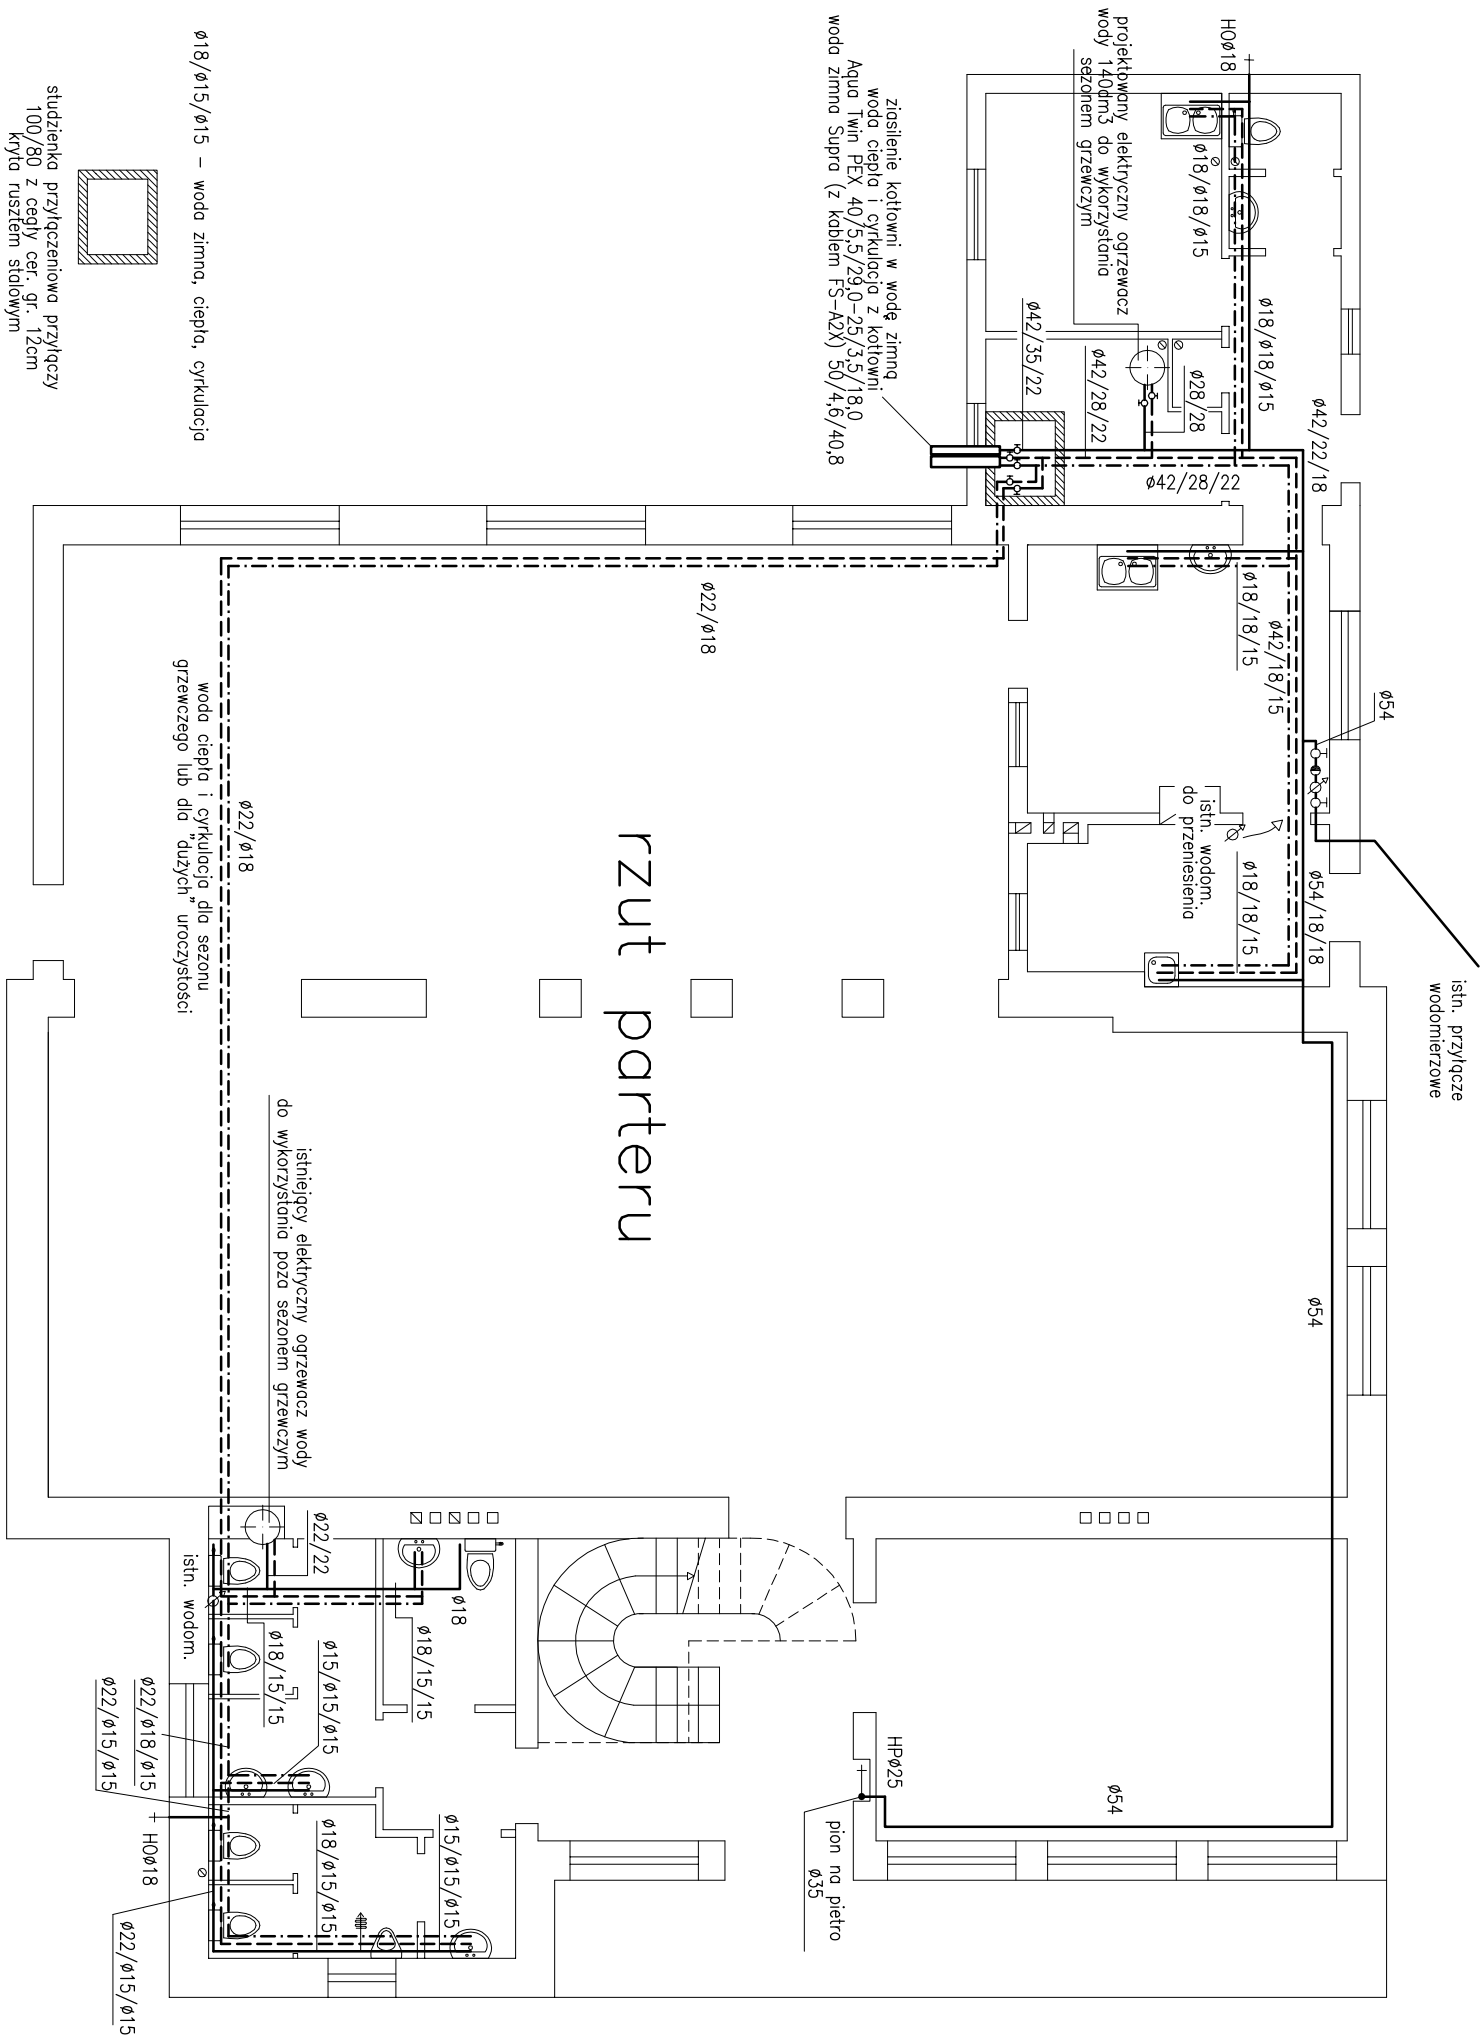 istn. przyłącze
wodomierzowe
HOø18
projektowany elektryczny ogrzewacz
wody 140dm3 do wykorzystania
sezonem grzewczym
ø18/ø18/ø15
ø18/ø18/ø15
ø42/22/18
ø28/28
ø42/28/22
ø42/35/22
ø42/28/22
ziasilenie kotłowni w wodę zimną
woda ciepła i cyrkulacja z kotłowni
Aqua Twin PEX 40/5,5/29,0-25/3,5/18,0
woda zimna Supra (z kablem FS-A2X) 50/4,6/40,8
ø54
ø18/18/15
ø42/18/15
istn. wodom.
do przeniesienia
ø18/18/15
ø54/18/18
ø22/ø18
rzut parteru
ø54
ø54
HPø25
pion na pietro
ø35
ø22/ø18
woda ciepła i cyrkulacja dla sezonu
grzewczego lub dla "dużych" uroczystości
istniejący elektryczny ogrzewacz wody
do wykorzystania poza sezonem grzewczym
ø22/22
ø18
ø18/15/15
ø15/ø15/ø15
ø18/15/15
istn. wodom.
ø22/ø18/ø15
ø22/ø15/ø15
ø15/ø15/ø15
ø18/ø15/ø15
HOø18
ø22/ø15/ø15
ø18/ø15/ø15 – woda zimna, ciepła, cyrkulacja
studzienka przyłączeniowa przyłączy
100/80 z cegły cer. gr. 12cm
kryta rusztem stalowym